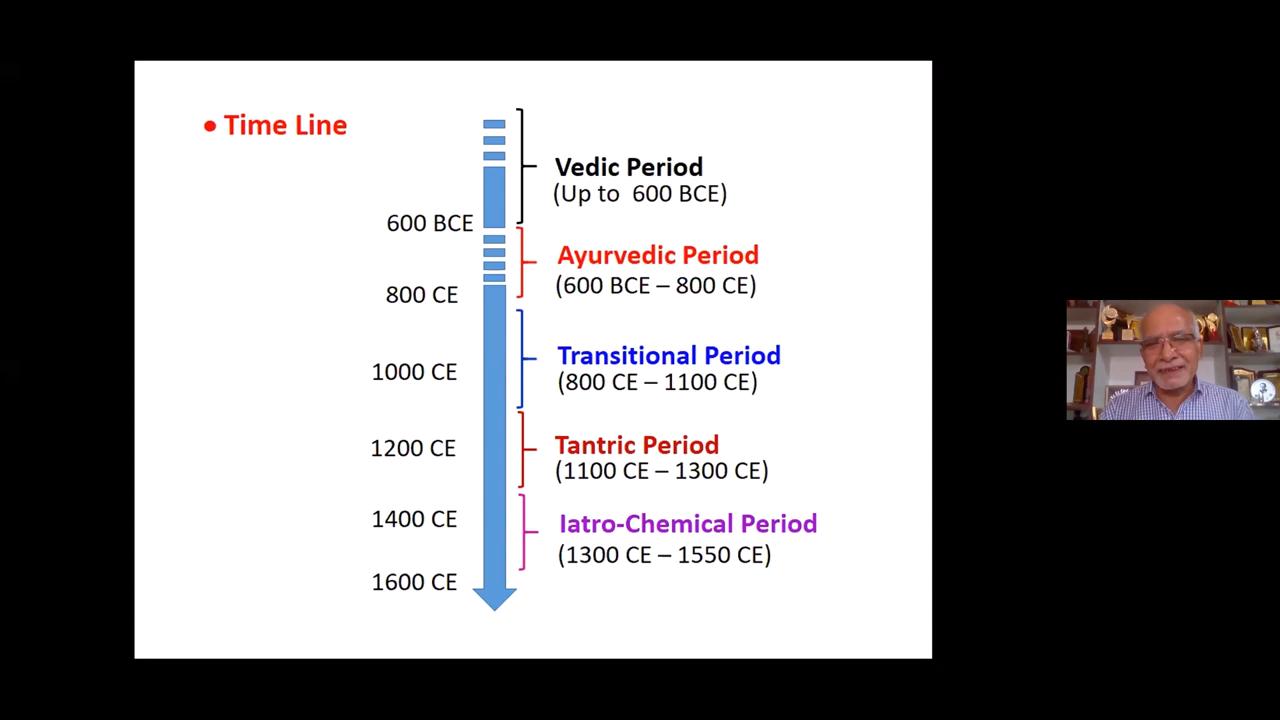 • Time Line
Vedic Period
(Up to 600 BCE)
600 BCE
Ayurvedic Period
(600 BCE – 800 CE)
800 CE
Transitional Period
(800 CE – 1100 CE)
1000 CE
Tantric Period
(1100 CE – 1300 CE)
1200 CE
Iatro-Chemical Period
(1300 CE – 1550 CE)
1400 CE
1600 CE